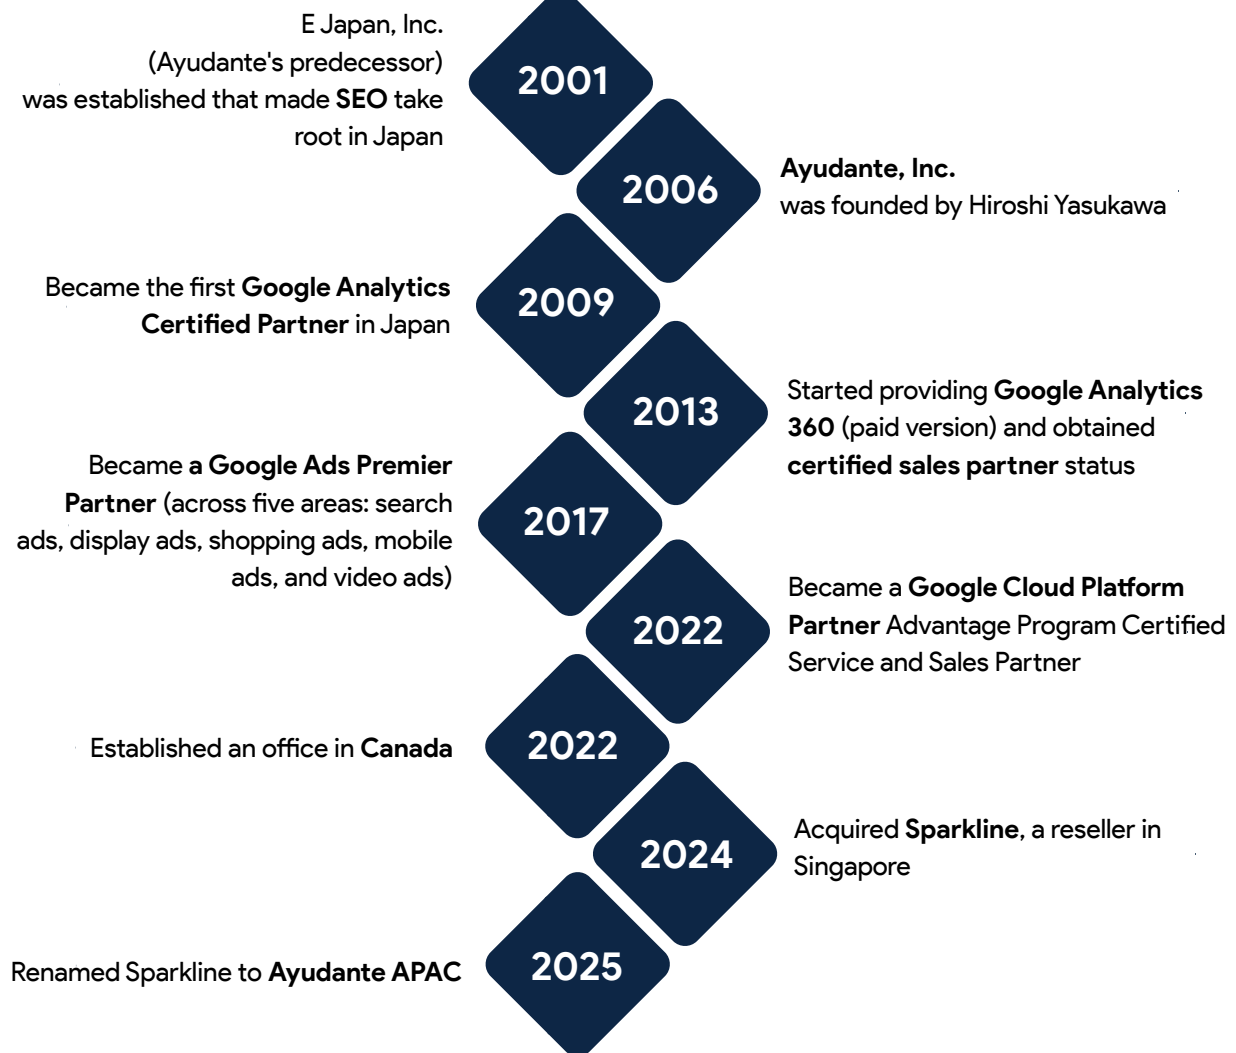 E Japan, Inc.
(Ayudante's predecessor)
was established that made SEO take
root in Japan
2001
2006
Ayudante, Inc.
was founded by Hiroshi Yasukawa
Became the first Google Analytics
Certified Partner in Japan
2009
2013
Started providing Google Analytics
360 (paid version) and obtained
certified sales partner status
Became a Google Ads Premier
Partner (across five areas: search
ads, display ads, shopping ads, mobile
ads, and video ads)
2017
2022
Became a Google Cloud Platform
Partner Advantage Program Certified
Service and Sales Partner
Established an office in Canada
2022
2024
Acquired Sparkline, a reseller in
Singapore
Renamed Sparkline to Ayudante APAC
2025